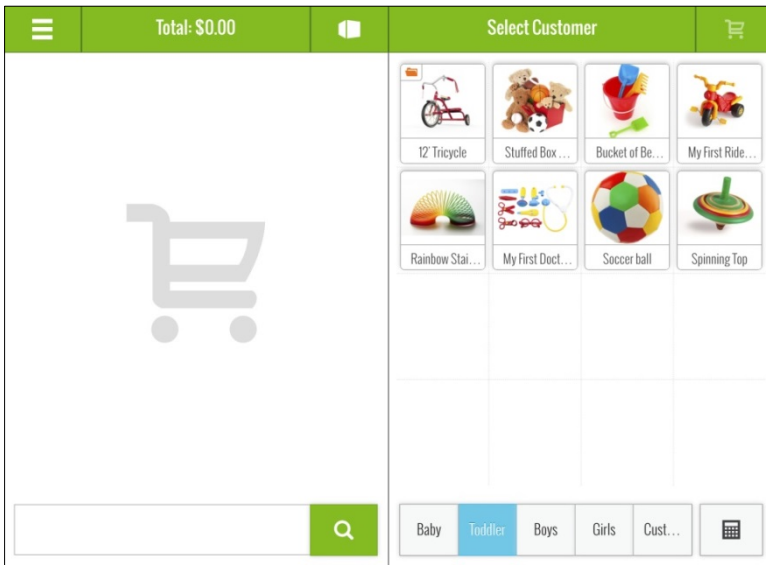 Total: $0.00
Select Customer
12' Tricycle
Stuffed Box ...
Bucket of Be...
My First Ride...
Rainbow Stai...
My First Doct...
Soccer ball
Spinning Top
Baby
Toddler
Boys
Girls
Cust...